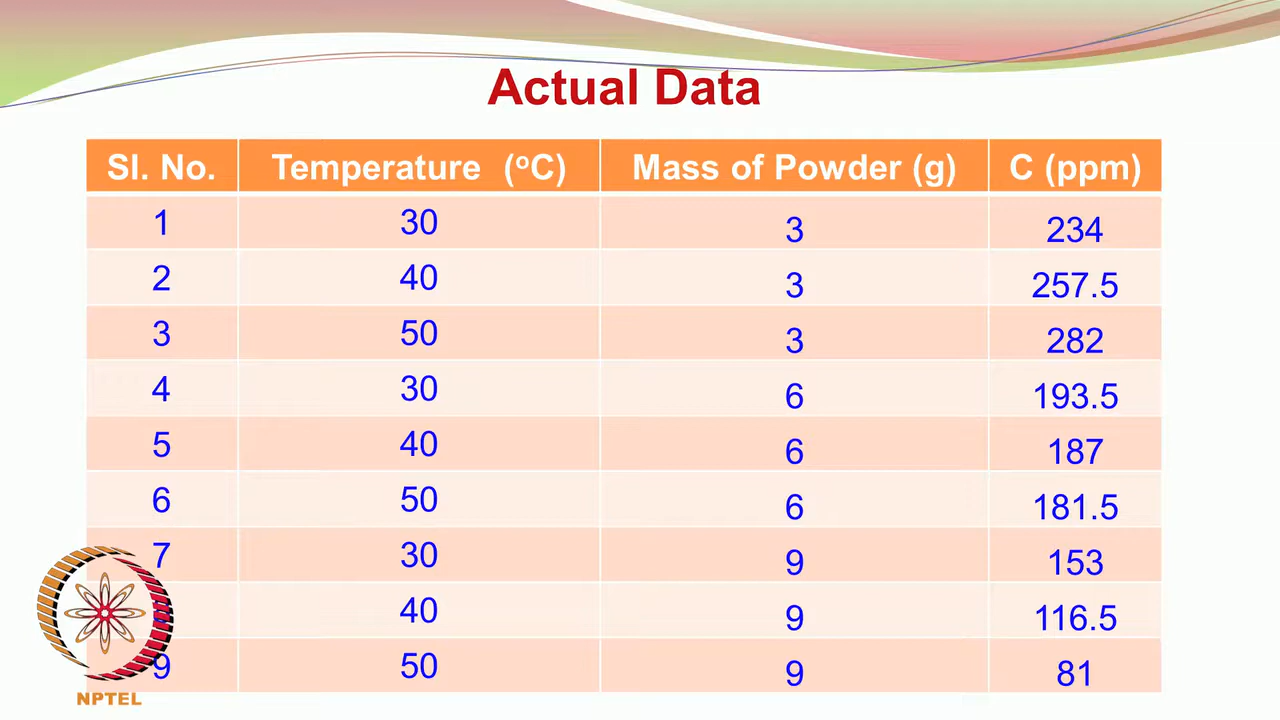 Actual Data
Sl. No. Temperature (oC) Mass of Powder (g) C (ppm)
1 30 3 234
2 40 3 257.5
3 50 3 282
4 30 6 193.5
5 40 6 187
6 50 6 181.5
7 30 9 153
40 9 116.5
9 50 9 81
NPTEL